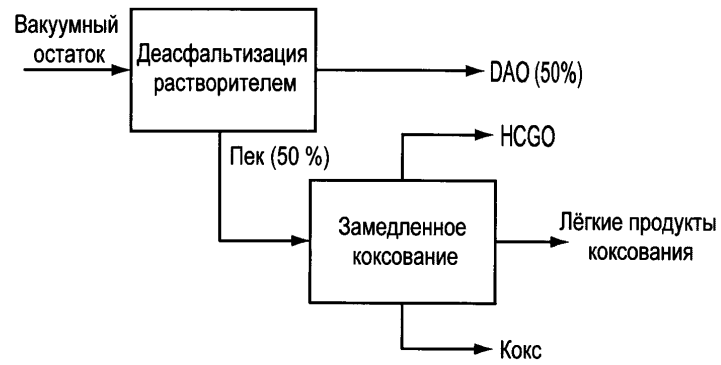 Вакуумный
остаток
Деасфальтизация
растворителем
DAO (50%)
Пек (50 %)
HCGO
Замедленное
коксование
Лёгкие продукты
коксования
Кокс